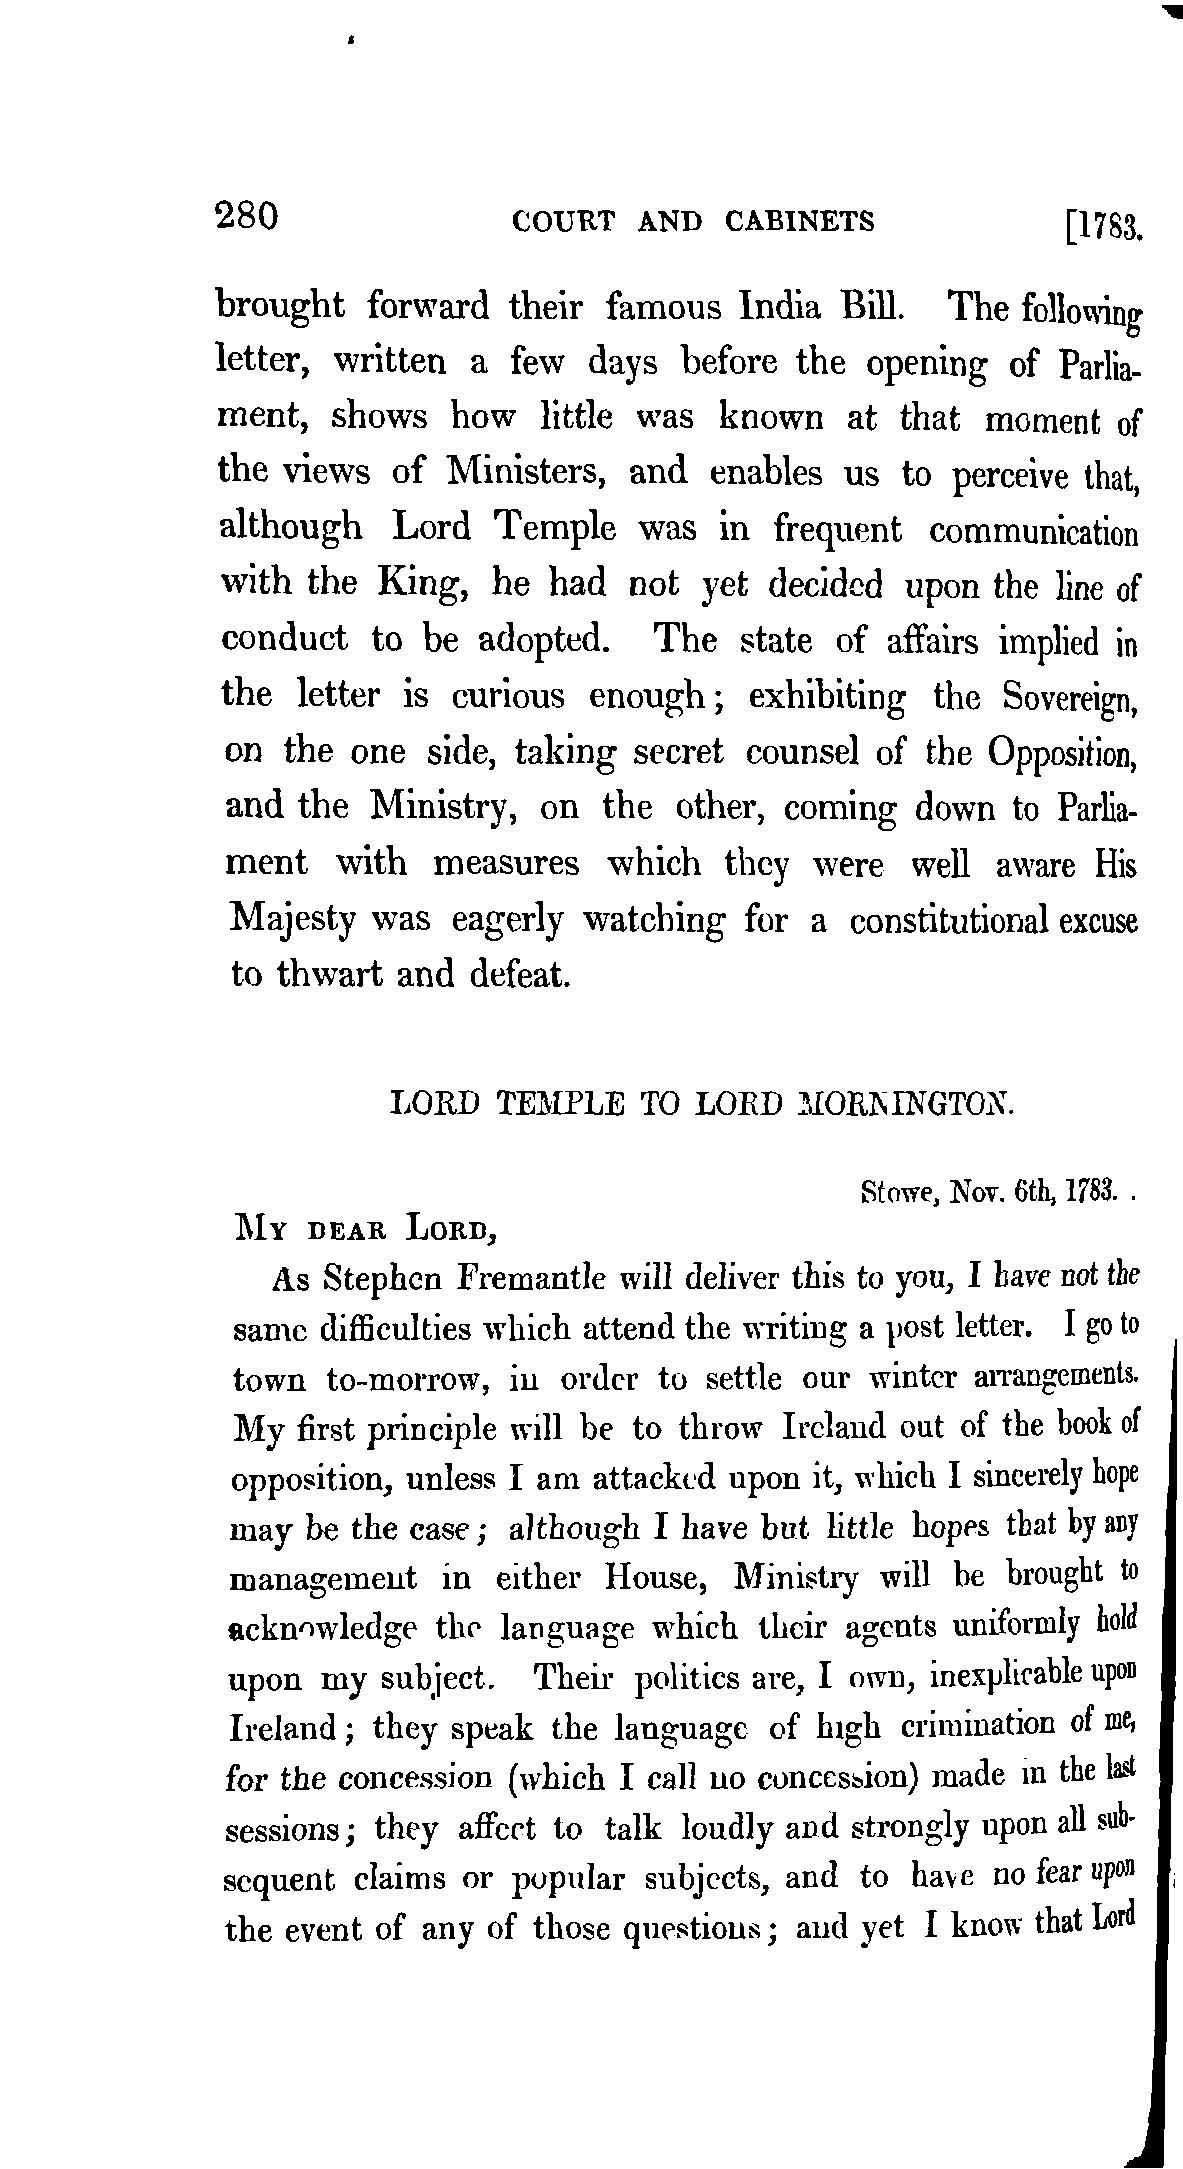 280 COURT AND CABINETS [1783.
brought forward their famous India Bill. The following
letter, written a few days before the opening of Parlia-
ment, shows how little was known at that moment of
the views of Ministers, and enables us to perceive that,
although Lord Temple was in frequent communication
with the King, he had not yet decided upon the line of
conduct to be adopted. The state of affairs implied in
the letter is curious enough; exhibiting the Sovereign,
on the one side, taking secret counsel of the Opposition,
and the Ministry, on the other, coming down to Parlia-
ment with measures which they were well aware His
Majesty was eagerly watching for a constitutional excuse
to thwart and defeat.
LORD TEMPLE TO LORD MORNINGTON.
Stowe, Nov. 6th, 1783.
MY DEAR LORD,
As Stephen Fremantle will deliver this to you, I have not the
same difficulties which attend the writing a post letter. I go to
town to-morrow, in order to settle our winter arrangements.
My first principle will be to throw Ireland out of the book of
opposition, unless I am attacked upon it, which I sincerely hope
may be the case; although I have but little hopes that by any
management in either House, Ministry will be brought to
acknowledge the language which their agents uniformly hold
upon my subject. Their politics are, I own, inexplicable upon
Ireland; they speak the language of high crimination of me,
for the concession (which I call no concession) made in the last
sessions; they affect to talk loudly and strongly upon all sub-
sequent claims or popular subjects, and to have no fear upon
the event of any of those questions; and yet I know that Lord